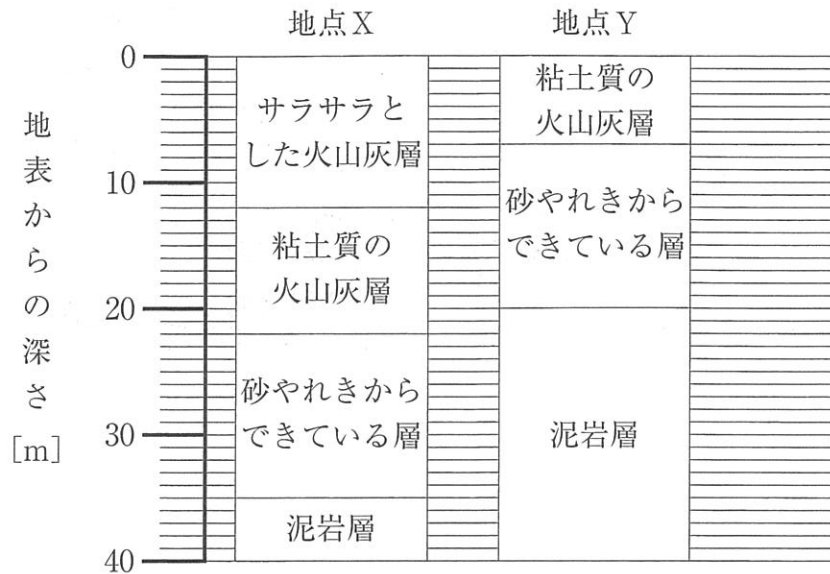 地点X
地点Y
地表からの深さ
[m]
0
10
20
30
40
サラサラと
した火山灰層
粘土質の
火山灰層
砂やれきから
できている層
泥岩層
粘土質の
火山灰層
砂やれきから
できている層
泥岩層